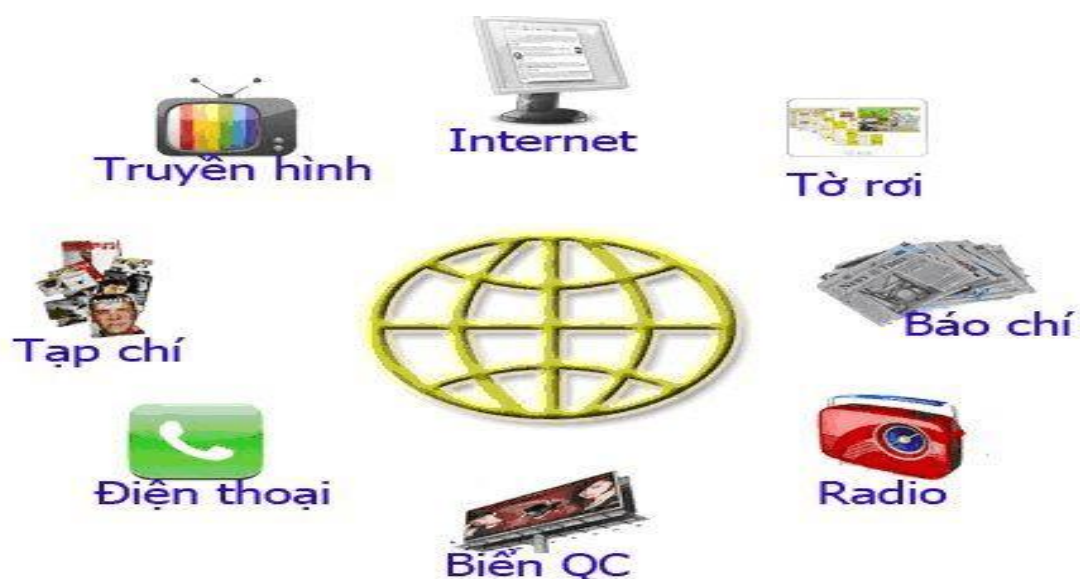 Internet
Truyền hình
Tờ rơi
Báo chí
Tạp chí
Điện thoại
Radio
Biển QC